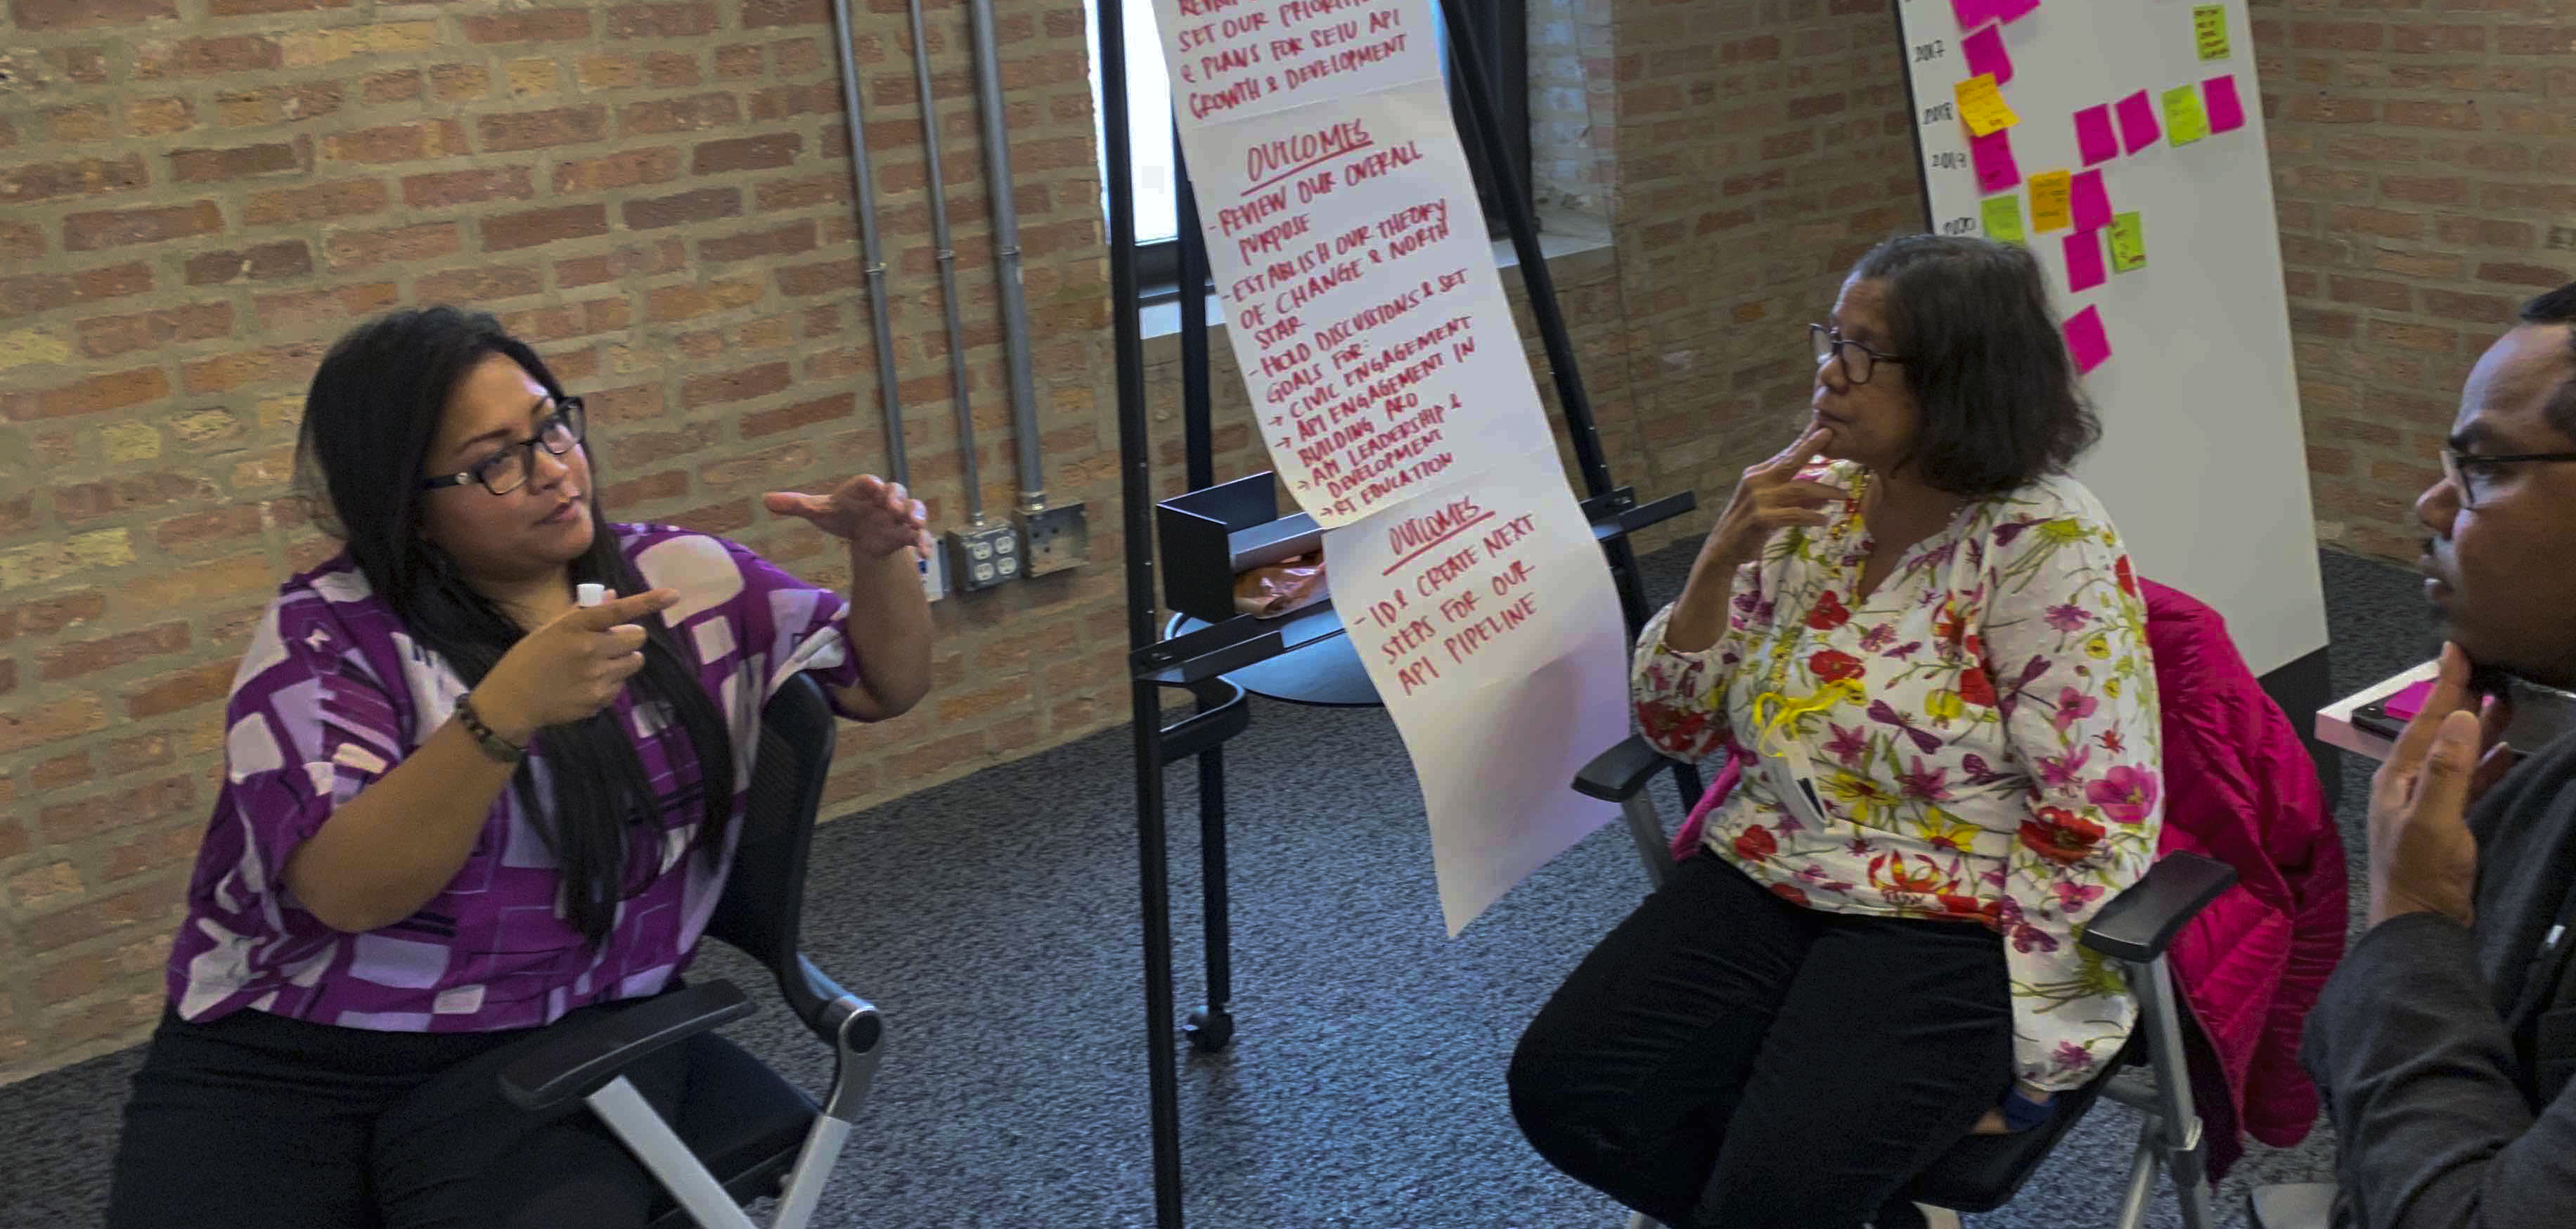 SET OUR PRIORITIES
& PLANS FOR SEIU API
GROWTH & DEVELOPMENT
OUTCOMES
- REVIEW OUR OVERALL
PURPOSE
- ESTABLISH OUR THEORY
OF CHANGE & NORTH
STAR
- HOLD DISCUSSIONS & SET
GOALS FOR:
→ CIVIC ENGAGEMENT
→ API ENGAGEMENT IN
BUILDING ARO
→ API LEADERSHIP &
DEVELOPMENT
→ RJ EDUCATION
OUTCOMES
- ID & CREATE NEXT
STEPS FOR OUR
API PIPELINE
2017
2018
2019
2020